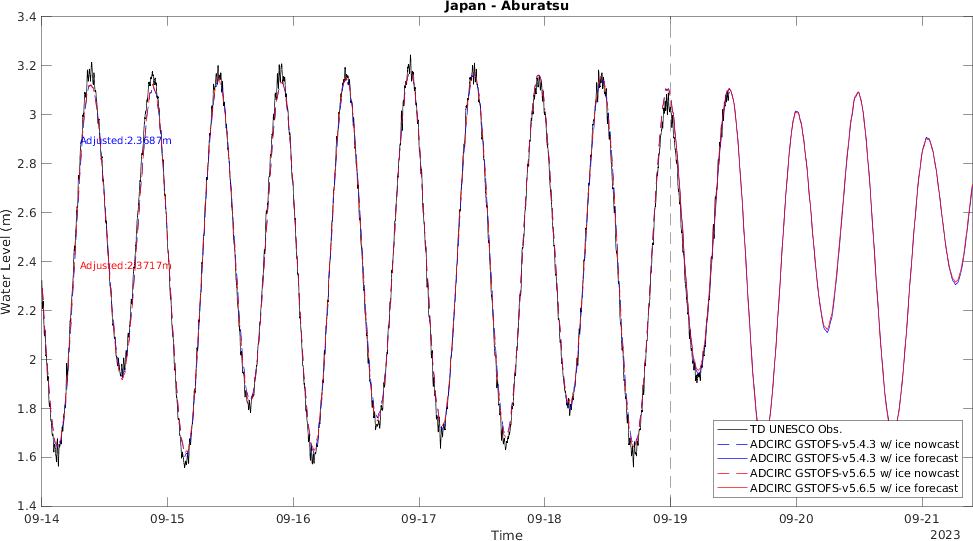 Japan - Aburatsu
3.4
3.2
3
2.8
2.6
2.4
2.2
2
1.8
1.6
1.4
Water Level (m)
Adjusted:2.3687m
Adjusted:2.3717m
TD UNESCO Obs.
ADCIRC GSTOFS-v5.4.3 w/ ice nowcast
ADCIRC GSTOFS-v5.4.3 w/ ice forecast
ADCIRC GSTOFS-v5.6.5 w/ ice nowcast
ADCIRC GSTOFS-v5.6.5 w/ ice forecast
09-14 09-15 09-16 09-17 09-18 09-19 09-20 09-21
Time
2023